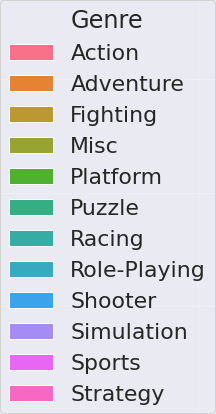 Genre
Action
Adventure
Fighting
Misc
Platform
Puzzle
Racing
Role-Playing
Shooter
Simulation
Sports
Strategy